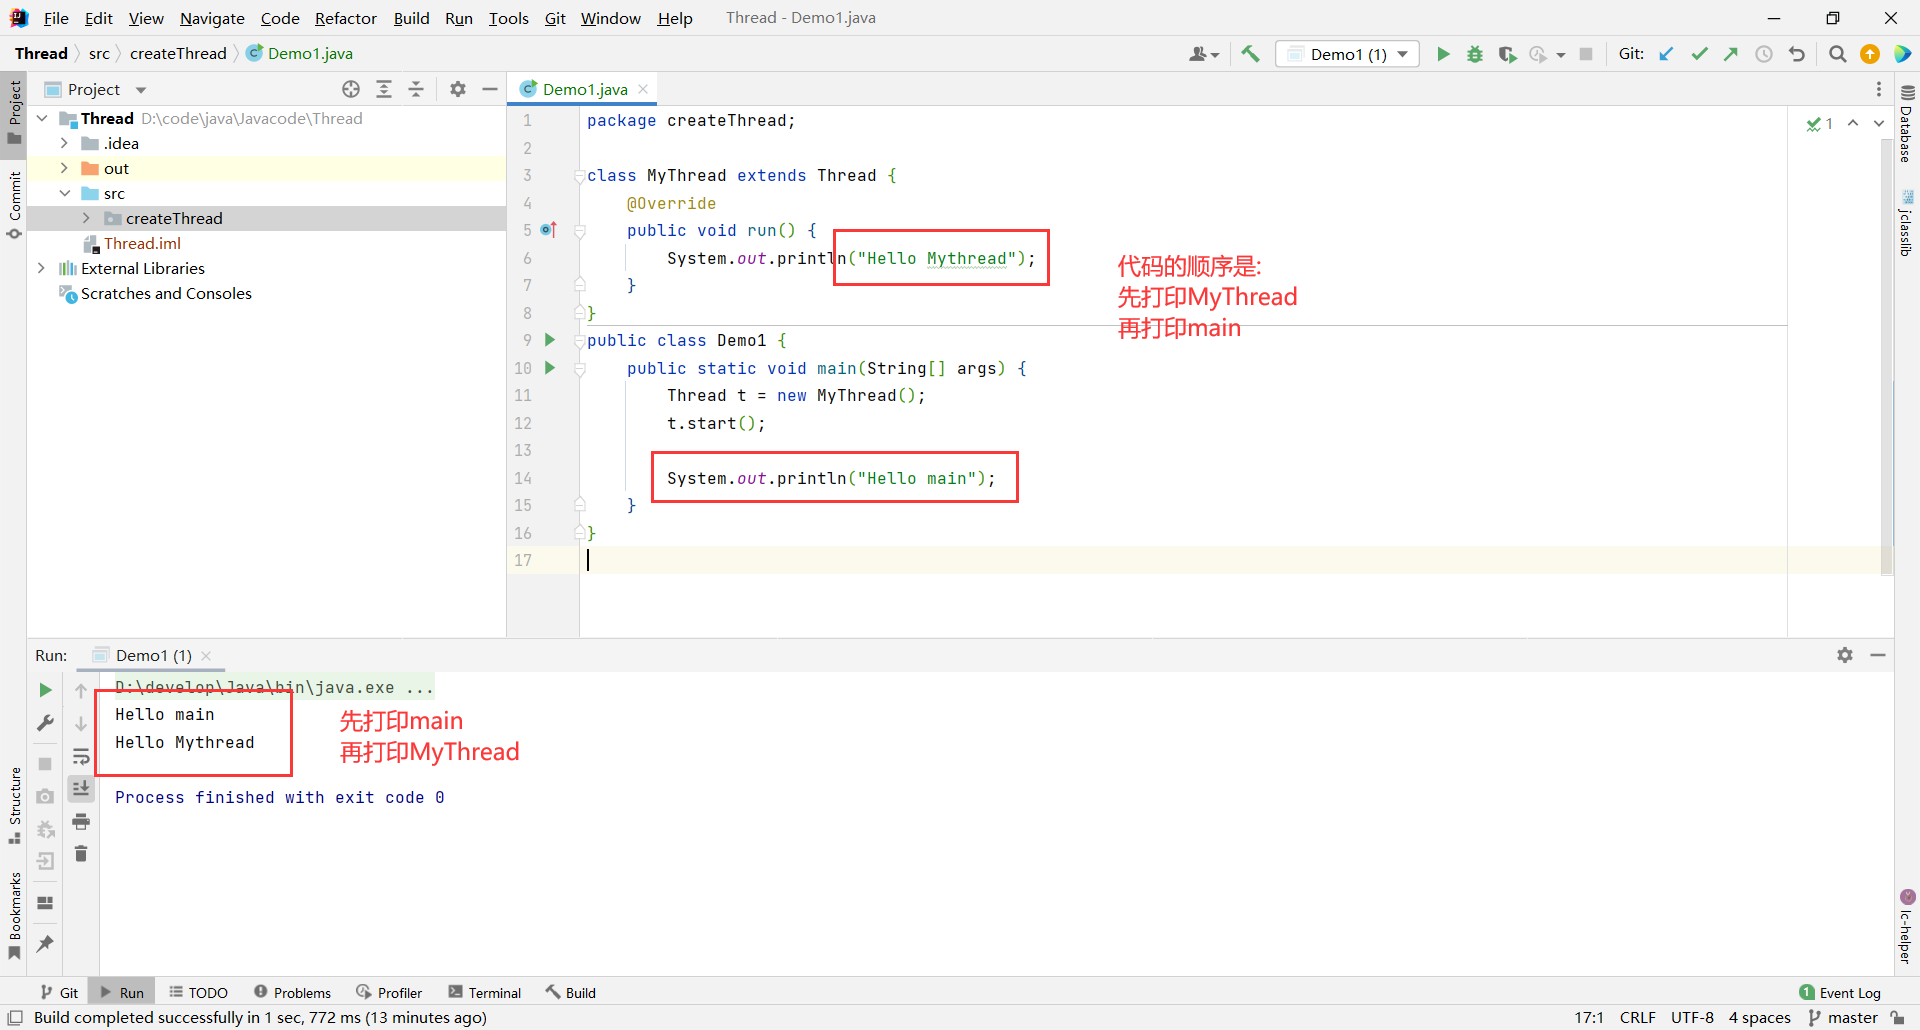 File Edit View Navigate Code Refactor Build Run Tools Git Window Help Thread - Demo1.java
Thread src createThread Demo1.java Demo1 (1) Git:
Project Demo1.java
Project
Commit
Structure
Bookmarks
Database
jclasslib
lc-helper
Thread D:\code\java\Javacode\Thread
.idea
out
src
createThread
Thread.iml
External Libraries
Scratches and Consoles
1
1 package createThread;
2
3 class MyThread extends Thread {
4 @Override
5 public void run() {
6 System.out.println("Hello Mythread");
7 }
8 }
9 public class Demo1 {
10 public static void main(String[] args) {
11 Thread t = new MyThread();
12 t.start();
13
14 System.out.println("Hello main");
15 }
16 }
17
代码的顺序是:
先打印MyThread
再打印main
Run: Demo1 (1)
D:\develop\Java\bin\java.exe ...
Hello main
Hello Mythread
先打印main
再打印MyThread
Process finished with exit code 0
Git Run TODO Problems Profiler Terminal Build 1 Event Log
Build completed successfully in 1 sec, 772 ms (13 minutes ago) 17:1 CRLF UTF-8 4 spaces master